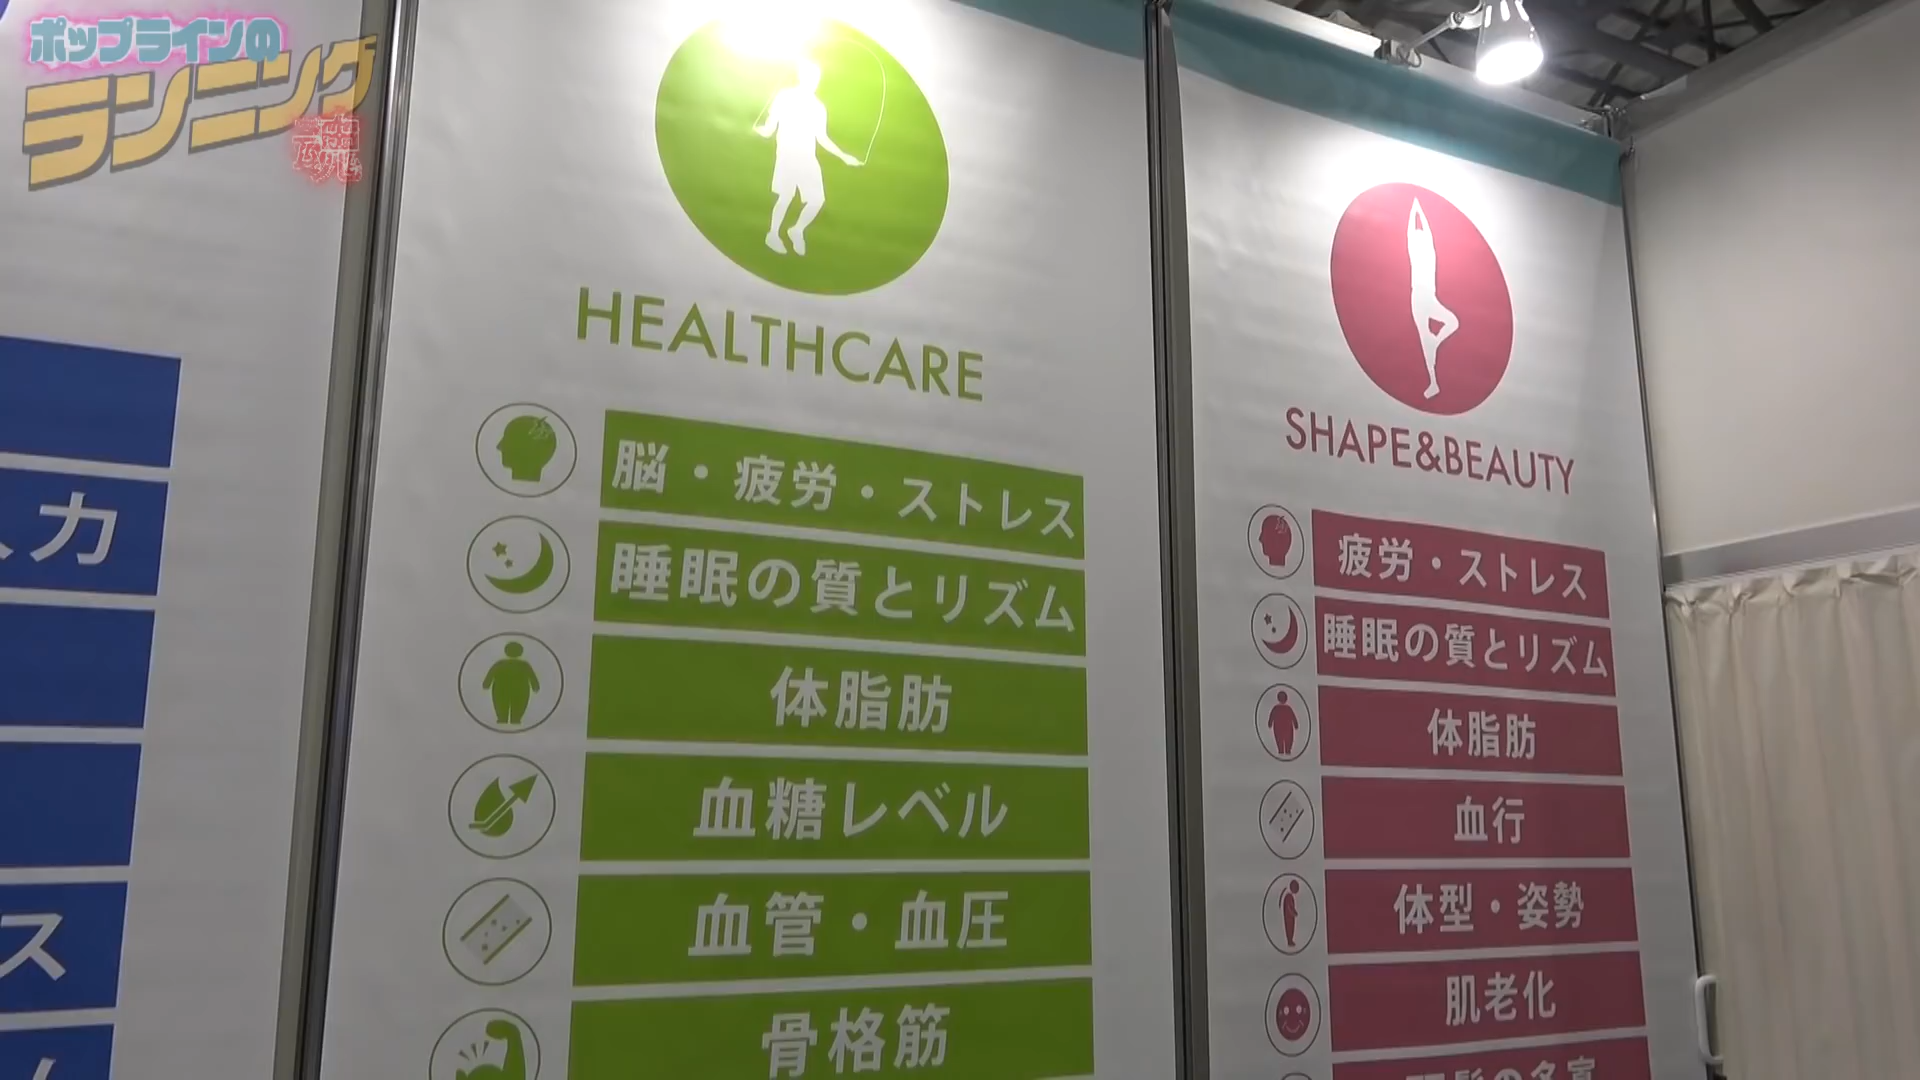 ポップラインの
ランニング
魂
力
ス
HEALTHCARE
脳・疲労・ストレス
睡眠の質とリズム
体脂肪
血糖レベル
血管・血圧
骨格筋
SHAPE&BEAUTY
疲労・ストレス
睡眠の質とリズム
体脂肪
血行
体型・姿勢
肌老化